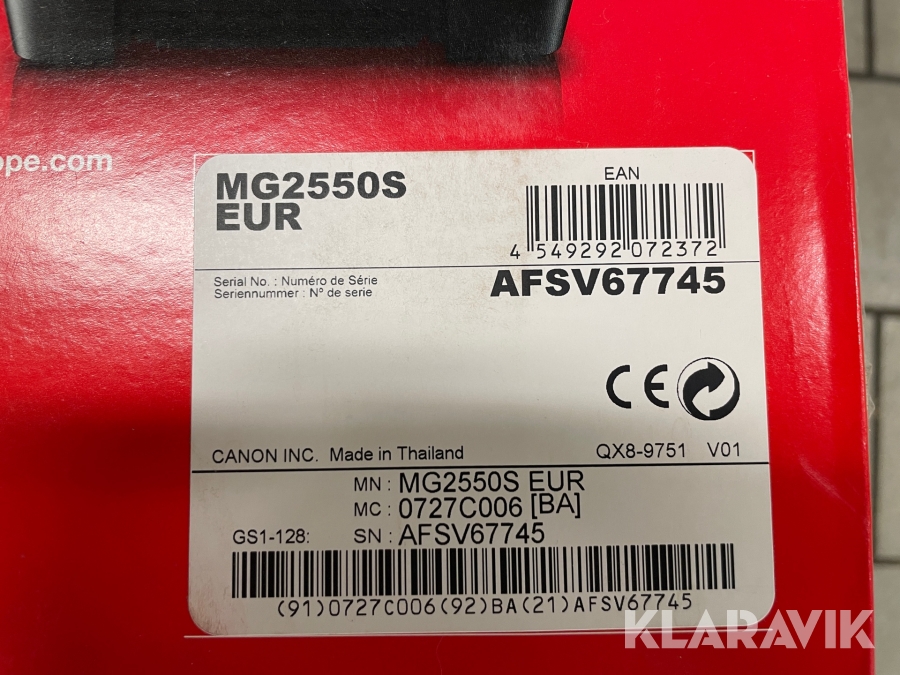 ope.com
MG2550S
EUR
EAN
4 549292 072372
Serial No. : Numéro de Série
Seriennummer : Nº de serie
AFSV67745
CE
CANON INC. Made in Thailand
QX8-9751 V01
MN : MG2550S EUR
MC : 0727C006 [BA]
GS1-128: SN : AFSV67745
(91)0727C006(92)BA(21)AFSV67745
KLARAVIK